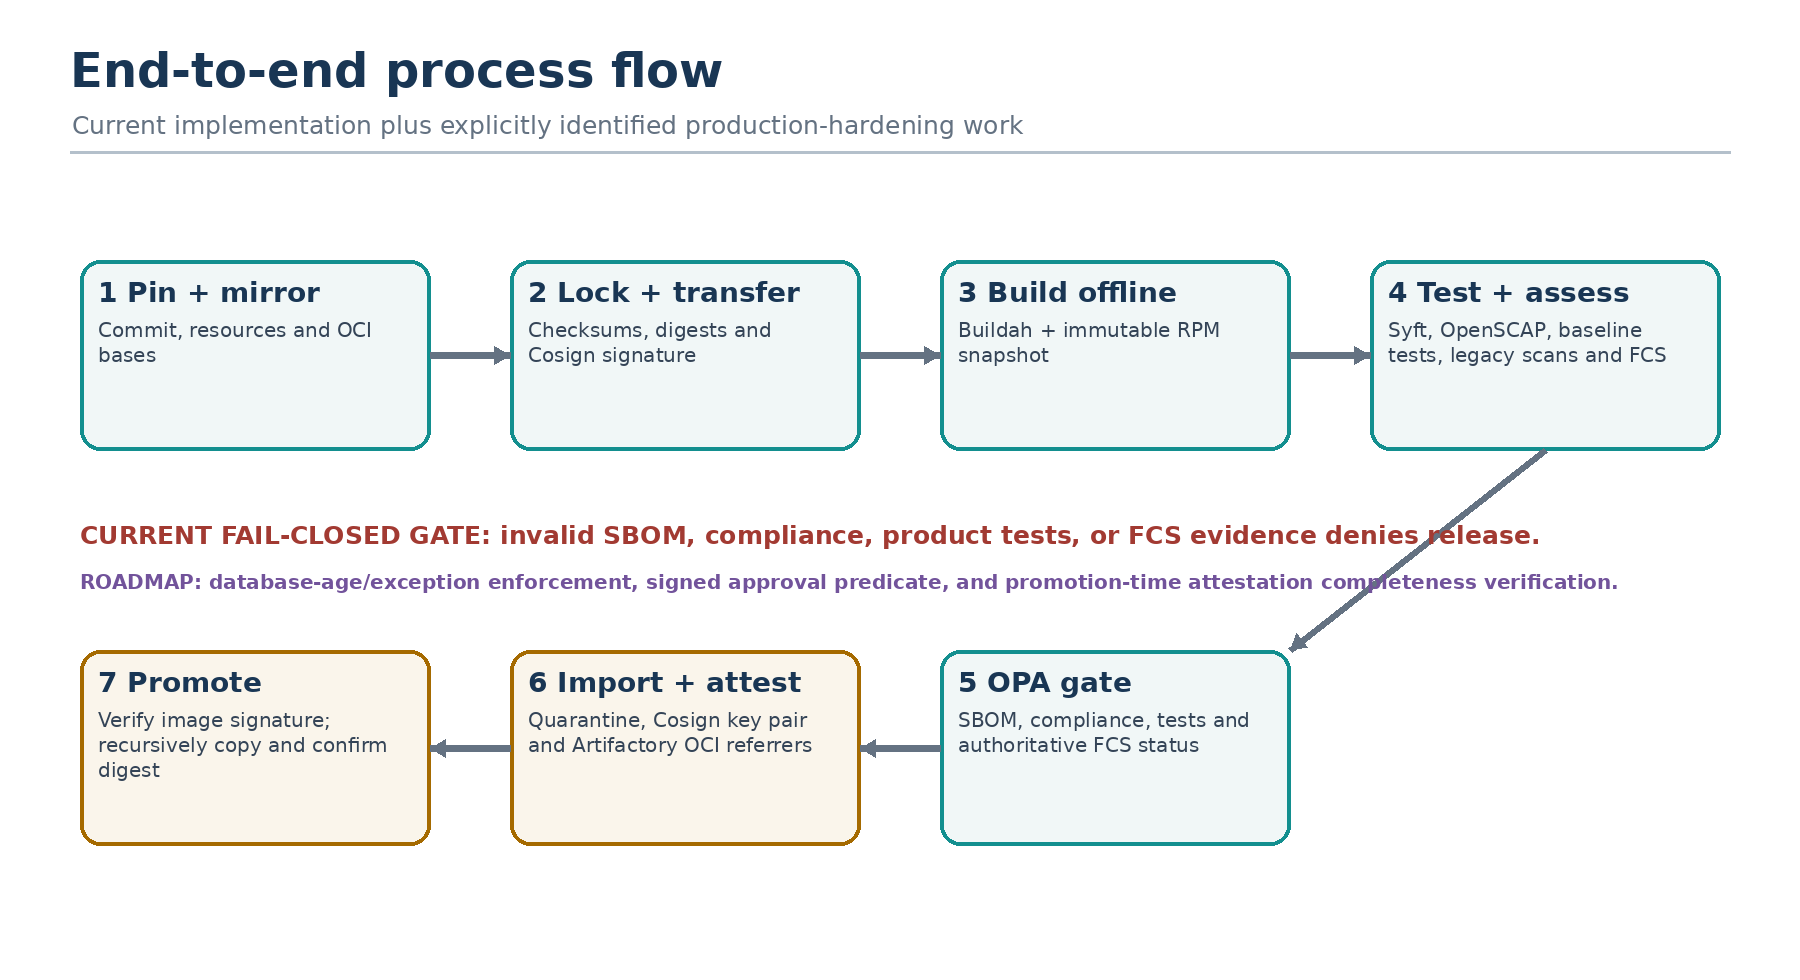 End-to-end process flow
Current implementation plus explicitly identified production-hardening work
1 Pin + mirror
Commit, resources and OCI
bases
2 Lock + transfer
Checksums, digests and
Cosign signature
3 Build offline
Buildah + immutable RPM
snapshot
4 Test + assess
Syft, OpenSCAP, baseline
tests, legacy scans and FCS
CURRENT FAIL-CLOSED GATE: invalid SBOM, compliance, product tests, or FCS evidence denies release.
ROADMAP: database-age/exception enforcement, signed approval predicate, and promotion-time attestation completeness verification.
7 Promote
Verify image signature;
recursively copy and confirm
digest
6 Import + attest
Quarantine, Cosign key pair
and Artifactory OCI referrers
5 OPA gate
SBOM, compliance, tests and
authoritative FCS status